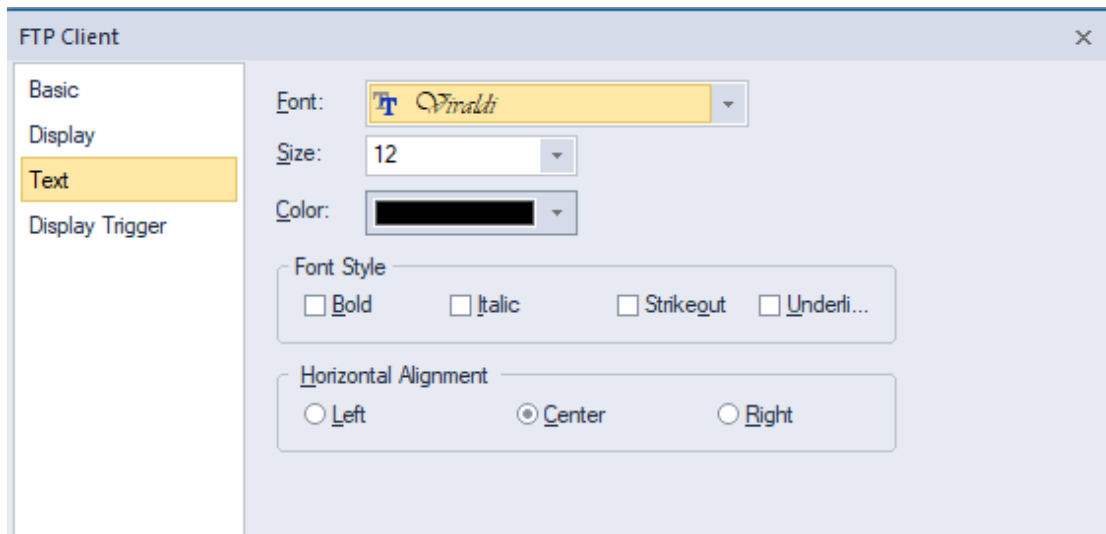 FTP Client
Basic
Display
Text
Display Trigger
Font: Vivaldi
Size: 12
Color:
Font Style
Bold Italic Strikeout Underli...
Horizontal Alignment
Left Center Right